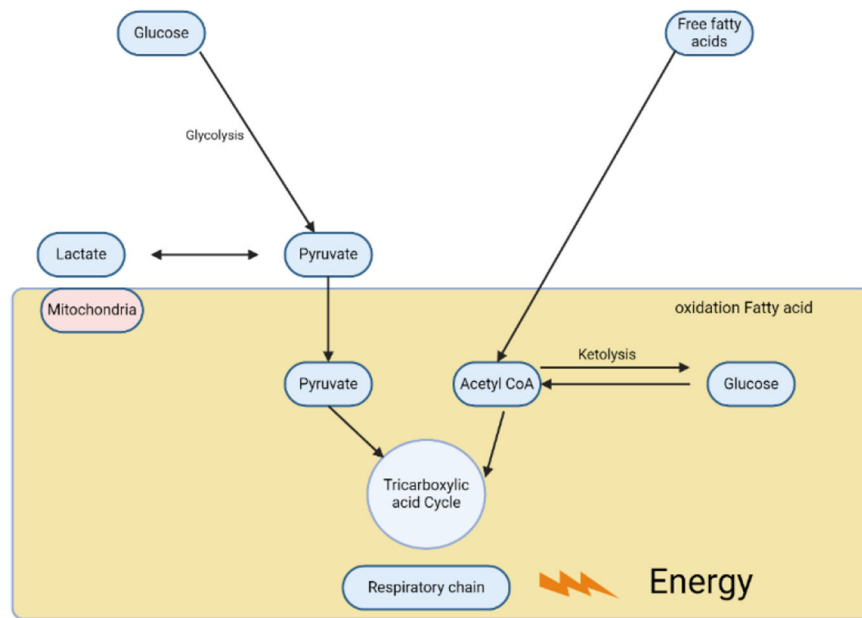 Glucose
Free fatty
acids
Glycolysis
Lactate
Pyruvate
Mitochondria
oxidation Fatty acid
Ketolysis
Pyruvate
Acetyl CoA
Glucose
Tricarboxylic
acid Cycle
Respiratory chain
Energy